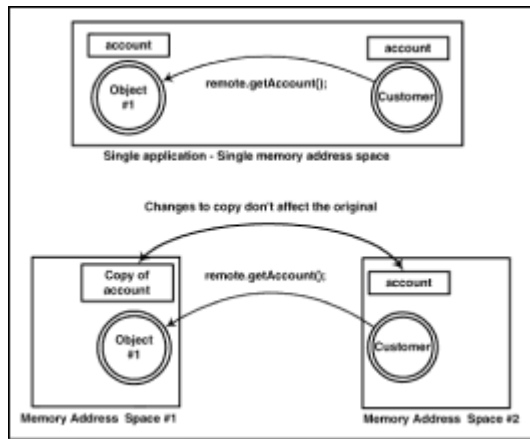 account
account
remote.getAccount();
Object
#1
Customer
Single application - Single memory address space
Changes to copy don't affect the original
Copy of
account
remote.getAccount();
account
Object
#1
Customer
Memory Address Space #1
Memory Address Space #2